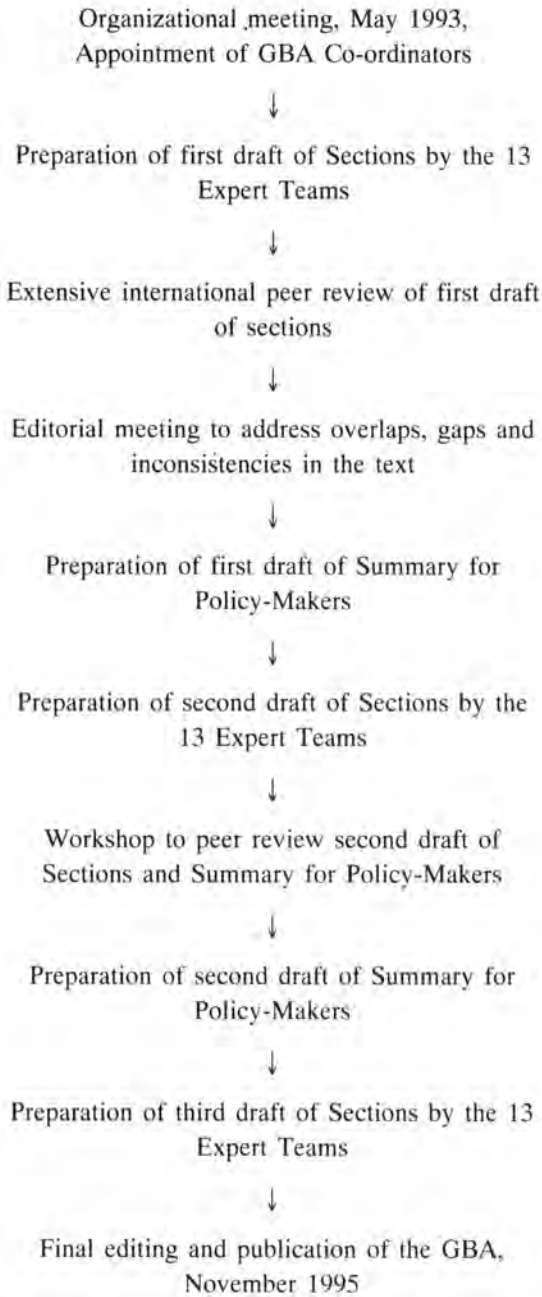 Organizational meeting, May 1993,
Appointment of GBA Co-ordinators
↓
Preparation of first draft of Sections by the 13
Expert Teams
↓
Extensive international peer review of first draft
of sections
↓
Editorial meeting to address overlaps, gaps and
inconsistencies in the text
↓
Preparation of first draft of Summary for
Policy-Makers
↓
Preparation of second draft of Sections by the
13 Expert Teams
↓
Workshop to peer review second draft of
Sections and Summary for Policy-Makers
↓
Preparation of second draft of Summary for
Policy-Makers
↓
Preparation of third draft of Sections by the 13
Expert Teams
↓
Final editing and publication of the GBA,
November 1995